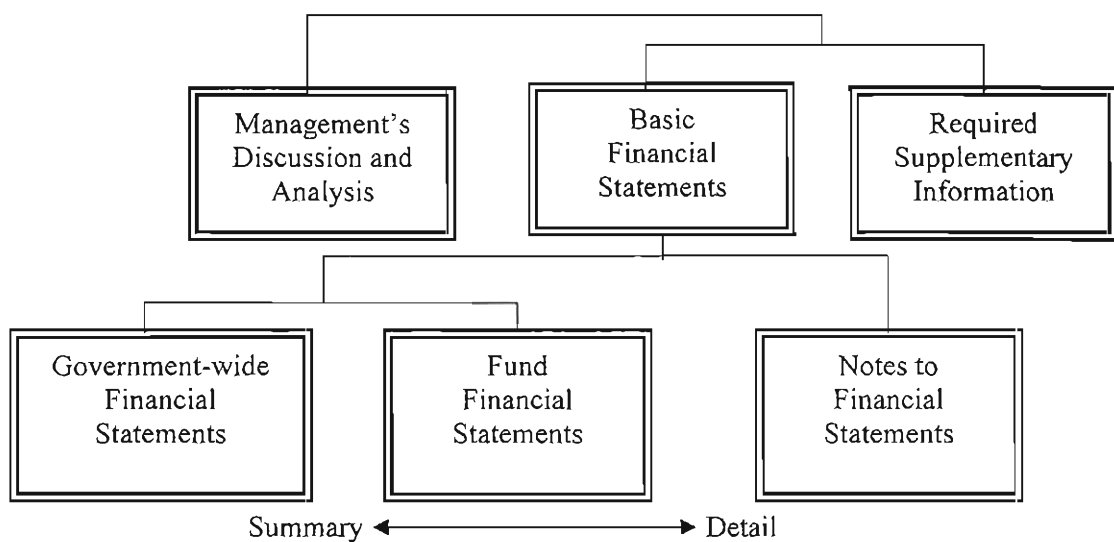 Management's
Discussion and
Analysis
Basic
Financial
Statements
Required
Supplementary
Information
Government-wide
Financial
Statements
Fund
Financial
Statements
Notes to
Financial
Statements
Summary
Detail